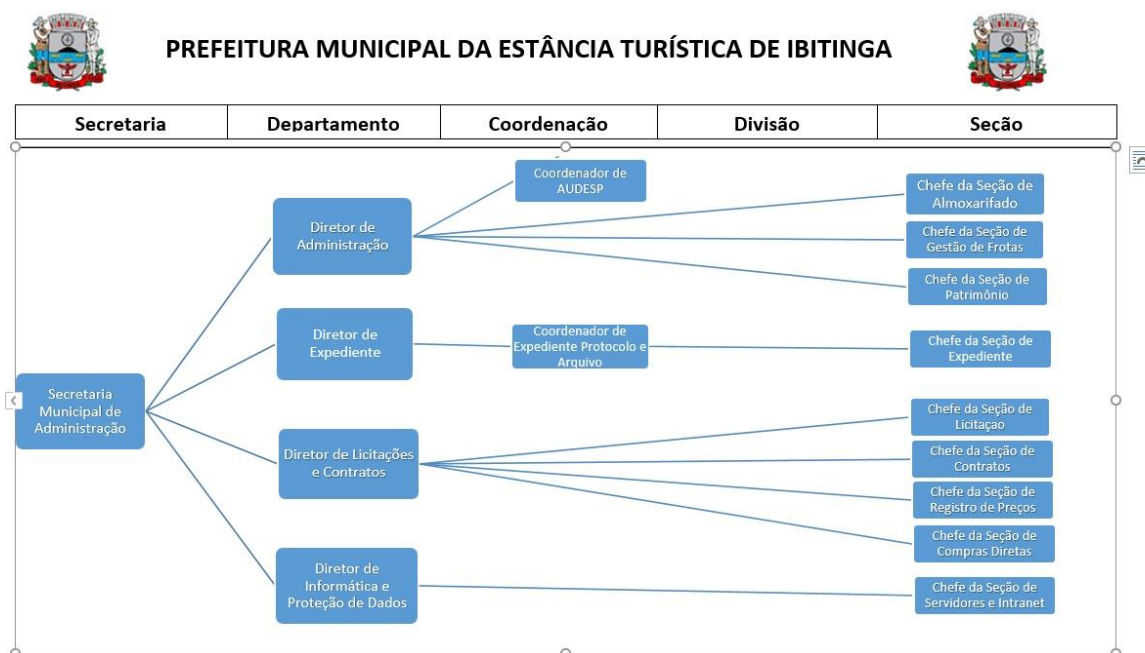 PREFEITURA MUNICIPAL DA ESTÂNCIA TURÍSTICA DE IBITINGA
Secretaria
Departamento
Coordenação
Divisão
Seção
Secretaria
Municipal de
Administração
Diretor de
Administração
Coordenador de
AUDESP
Chefe da Seção de
Almoxarifado
Chefe da Seção de
Gestão de Frotas
Chefe da Seção de
Patrimônio
Diretor de
Expediente
Coordenador de
Expediente Protocolo e
Arquivo
Chefe da Seção de
Expediente
Diretor de Licitações
e Contratos
Chefe da Seção de
Licitaçao
Chefe da Seção de
Contratos
Chefe da Seção de
Registro de Preços
Chefe da Seção de
Compras Diretas
Diretor de
Informática e
Proteção de Dados
Chefe da Seção de
Servidores e Intranet